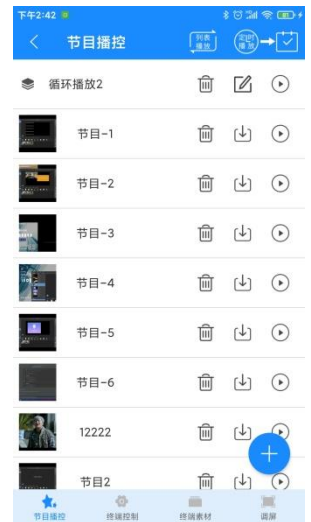 下午2:42
节目播控
列表
播放
定时
播放
循环播放2
节目-1
节目-2
节目-3
节目-4
节目-5
节目-6
12222
节目2
节目播控 终端控制 终端素材 调屏